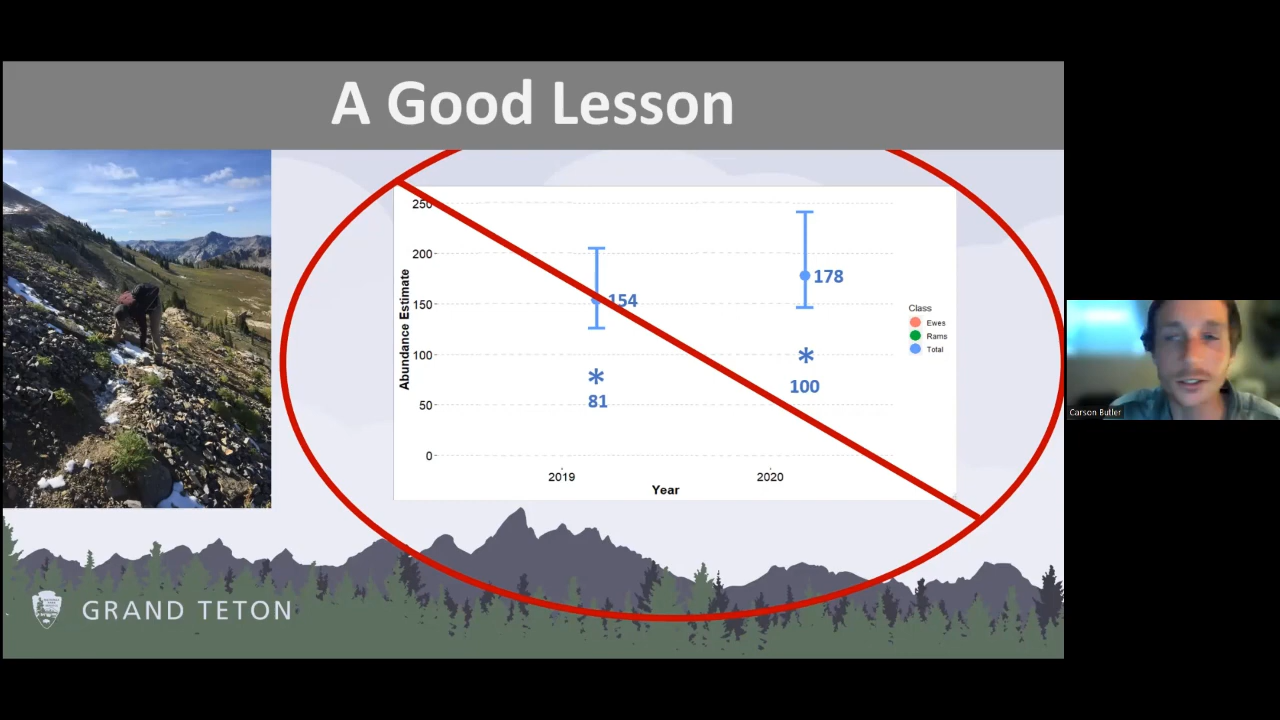 A Good Lesson
250
200
150
100
50
0
Abundance Estimate
154
178
*
81
*
100
2019
2020
Year
Class
Ewes
Rams
Total
GRAND TETON
Carson Butler